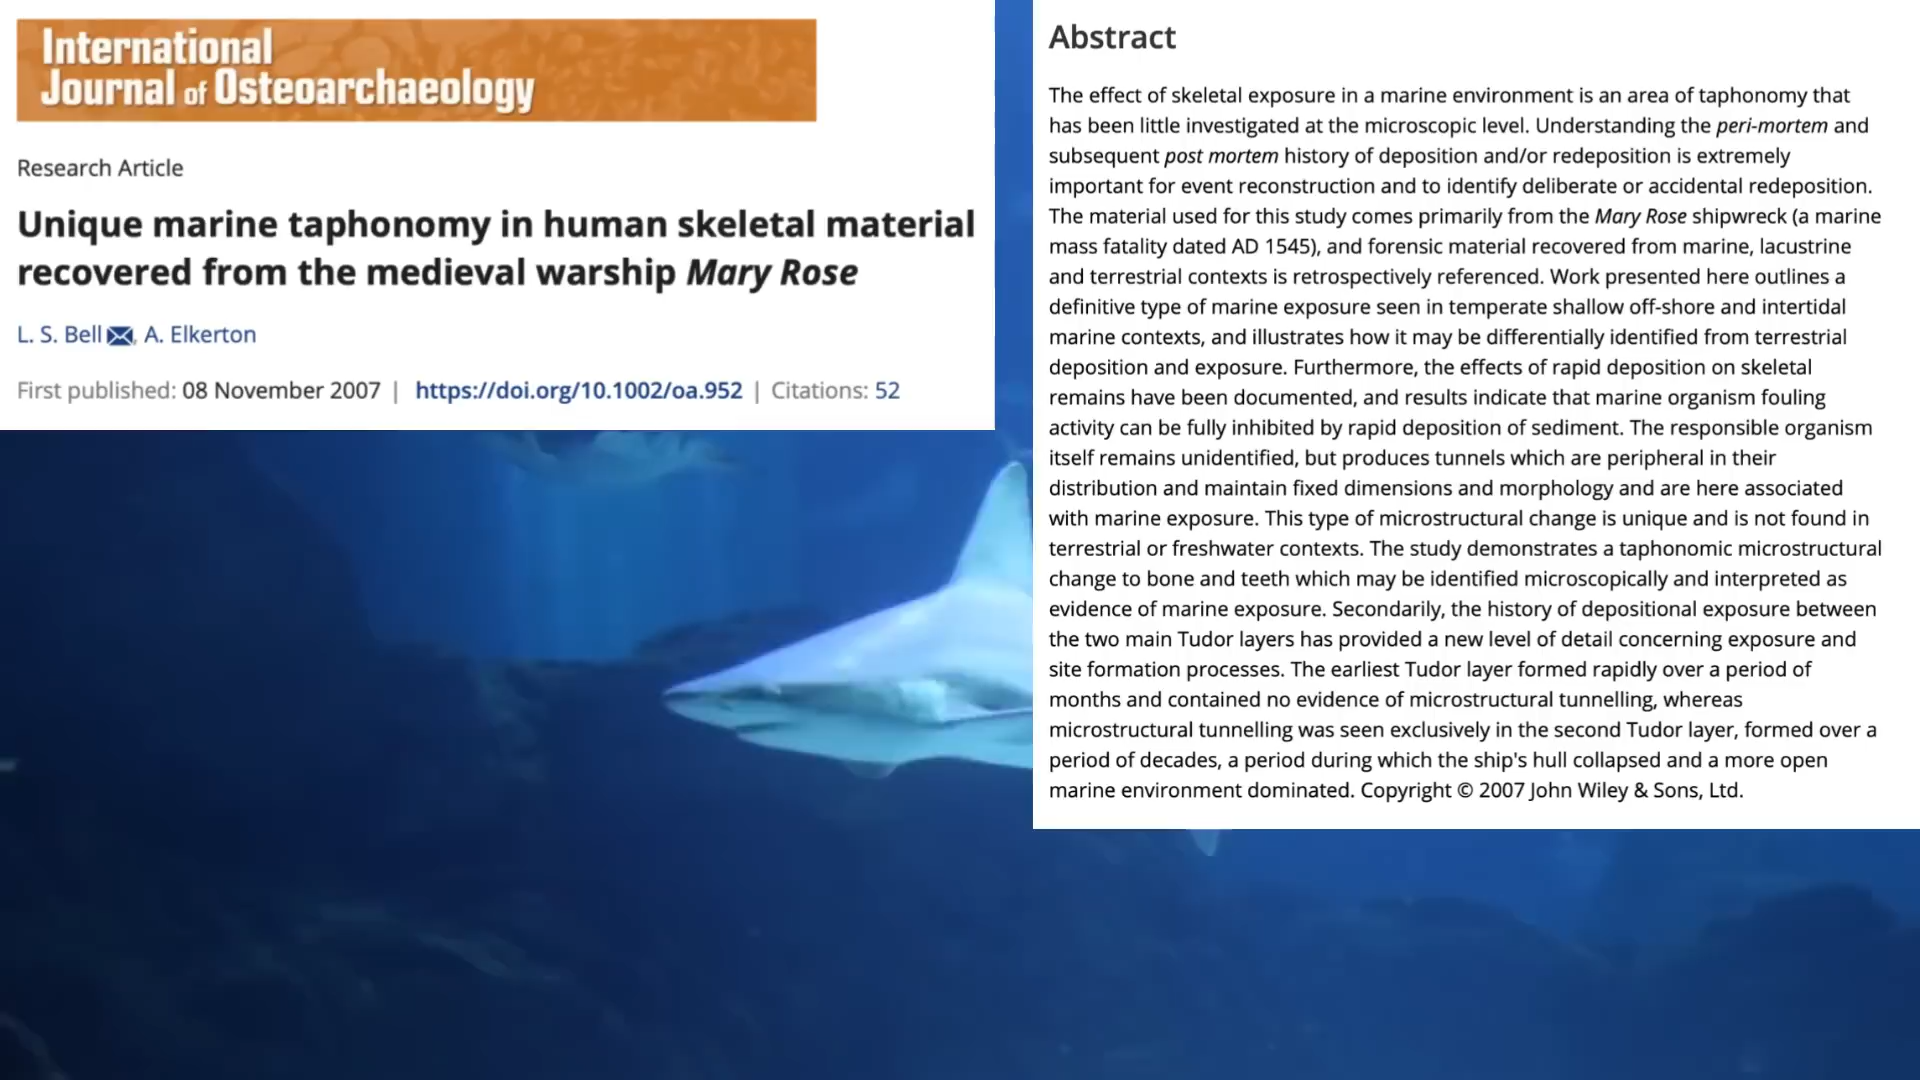 International
Journal of Osteoarchaeology
Research Article
Unique marine taphonomy in human skeletal material
recovered from the medieval warship Mary Rose
L. S. Bell, A. Elkerton
First published: 08 November 2007 | https://doi.org/10.1002/oa.952 | Citations: 52
Abstract
The effect of skeletal exposure in a marine environment is an area of taphonomy that
has been little investigated at the microscopic level. Understanding the peri-mortem and
subsequent post mortem history of deposition and/or redeposition is extremely
important for event reconstruction and to identify deliberate or accidental redeposition.
The material used for this study comes primarily from the Mary Rose shipwreck (a marine
mass fatality dated AD 1545), and forensic material recovered from marine, lacustrine
and terrestrial contexts is retrospectively referenced. Work presented here outlines a
definitive type of marine exposure seen in temperate shallow off-shore and intertidal
marine contexts, and illustrates how it may be differentially identified from terrestrial
deposition and exposure. Furthermore, the effects of rapid deposition on skeletal
remains have been documented, and results indicate that marine organism fouling
activity can be fully inhibited by rapid deposition of sediment. The responsible organism
itself remains unidentified, but produces tunnels which are peripheral in their
distribution and maintain fixed dimensions and morphology and are here associated
with marine exposure. This type of microstructural change is unique and is not found in
terrestrial or freshwater contexts. The study demonstrates a taphonomic microstructural
change to bone and teeth which may be identified microscopically and interpreted as
evidence of marine exposure. Secondarily, the history of depositional exposure between
the two main Tudor layers has provided a new level of detail concerning exposure and
site formation processes. The earliest Tudor layer formed rapidly over a period of
months and contained no evidence of microstructural tunnelling, whereas
microstructural tunnelling was seen exclusively in the second Tudor layer, formed over a
period of decades, a period during which the ship's hull collapsed and a more open
marine environment dominated. Copyright © 2007 John Wiley & Sons, Ltd.